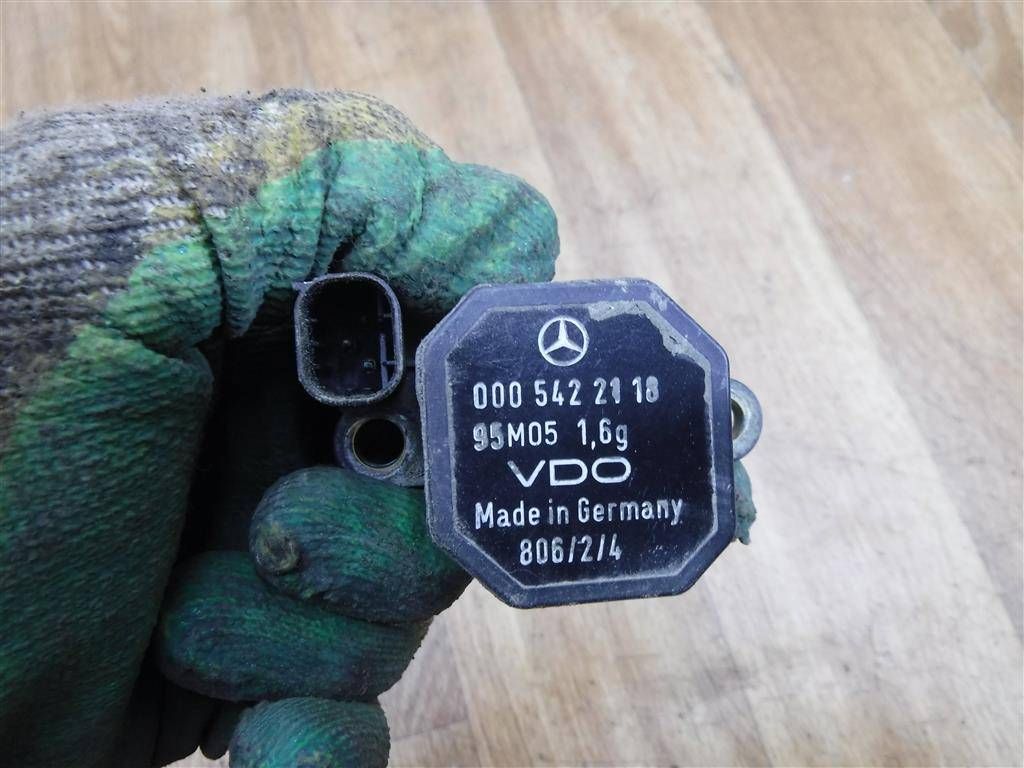 000 542 21 18
95M05 1,6g
VDO
Made in Germany
806/2/4